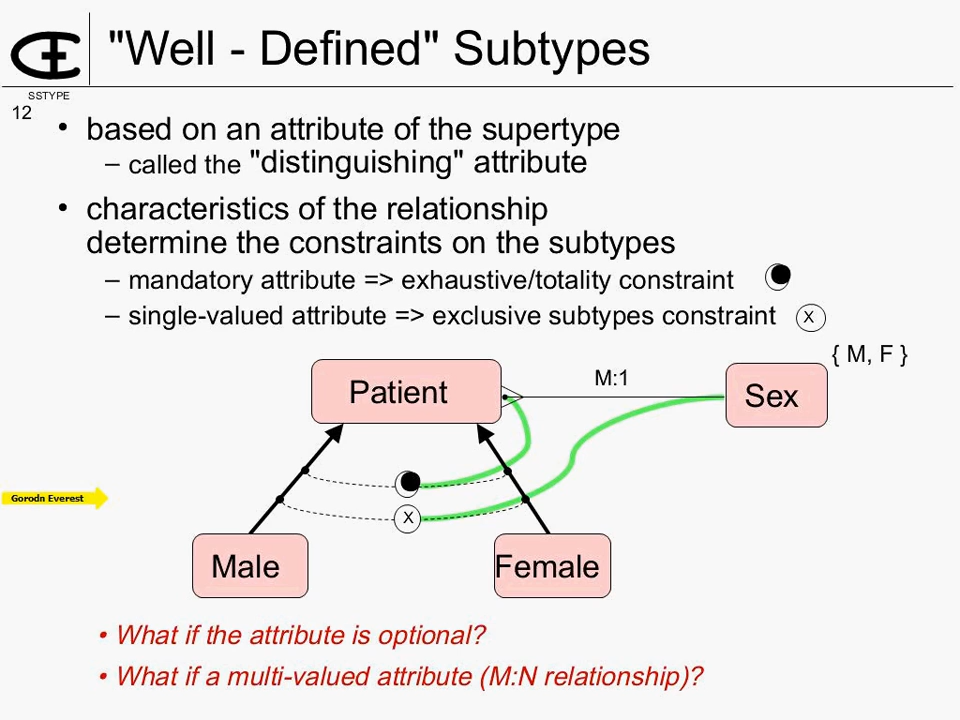 "Well - Defined" Subtypes
SSTYPE
12
• based on an attribute of the supertype
– called the "distinguishing" attribute
• characteristics of the relationship
determine the constraints on the subtypes
– mandatory attribute => exhaustive/totality constraint
– single-valued attribute => exclusive subtypes constraint X
{ M, F }
Patient
M:1
Sex
Gorodn Everest
X
Male
Female
• What if the attribute is optional?
• What if a multi-valued attribute (M:N relationship)?